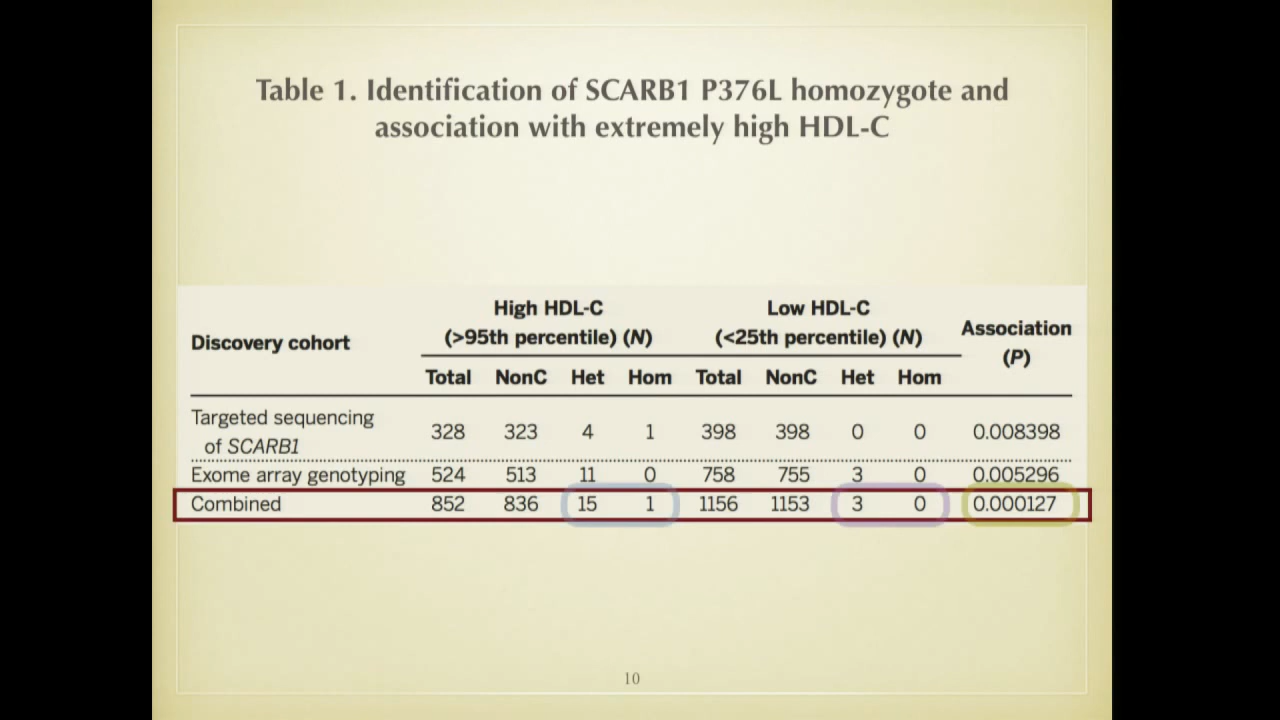 Table 1. Identification of SCARB1 P376L homozygote and
association with extremely high HDL-C
High HDL-C
(>95th percentile) (N)
Low HDL-C
(<25th percentile) (N)
Association
(P)
Discovery cohort
Total NonC Het Hom Total NonC Het Hom
Targeted sequencing
of SCARB1
328 323 4 1 398 398 0 0 0.008398
Exome array genotyping 524 513 11 0 758 755 3 0 0.005296
Combined 852 836 15 1 1156 1153 3 0 0.000127
10